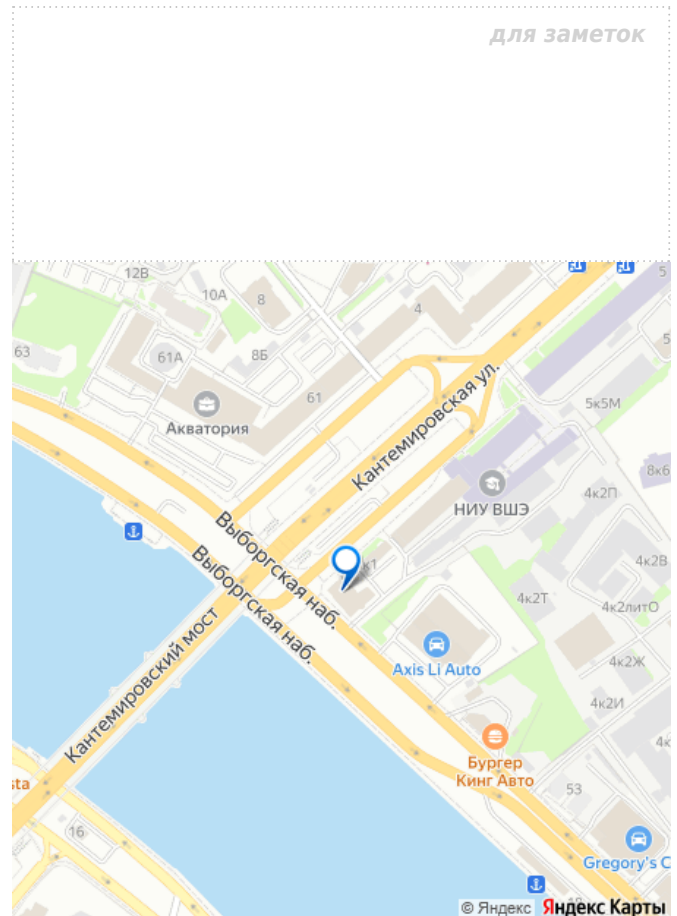 для заметок
12В
10А
8
4
5
63
61А
8Б
61
Акватория
Кантемировская ул.
5к5М
8к6
НИУ ВШЭ
4к2П
Выборгская наб.
Выборгская наб.
к1
4к2В
4к2Т
4к2литО
Axis Li Auto
4к2Ж
4к2И
Кантемировский мост
Бургер
Кинг Авто
53
16
Gregory's C
© Яндекс Яндекс Карты